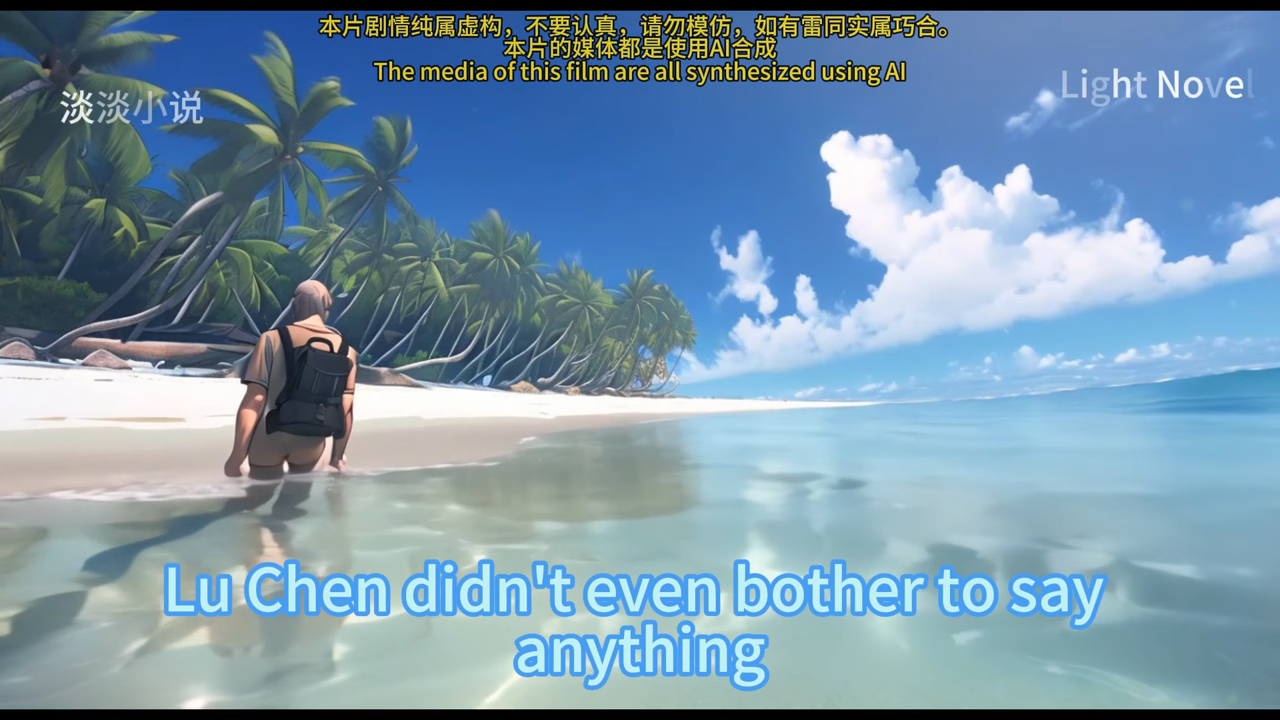 本片剧情纯属虚构，不要认真，请勿模仿，如有雷同实属巧合。
本片的媒体都是使用AI合成
The media of this film are all synthesized using AI
淡淡小说
Light Novel
Lu Chen didn't even bother to say
anything